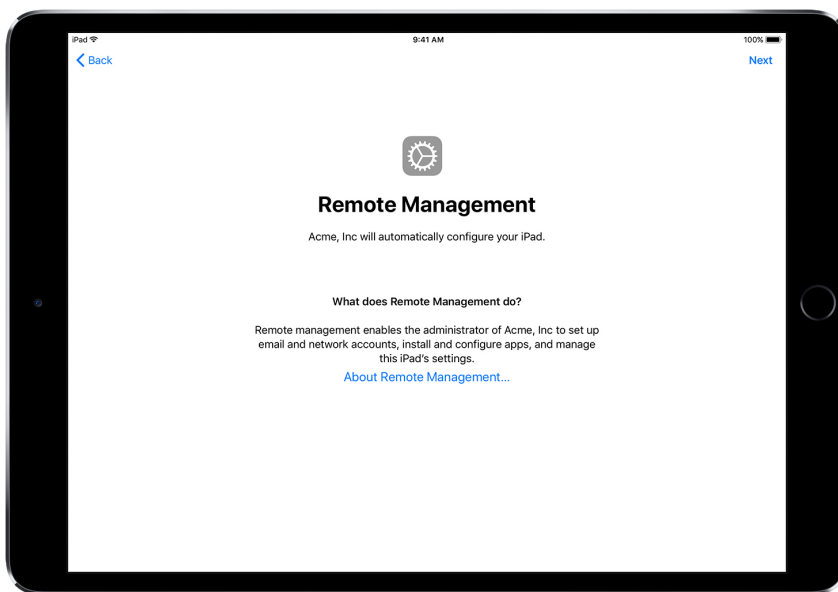 iPad 9:41 AM 100%
Back Next
Remote Management
Acme, Inc will automatically configure your iPad.
What does Remote Management do?
Remote management enables the administrator of Acme, Inc to set up
email and network accounts, install and configure apps, and manage
this iPad's settings.
About Remote Management...